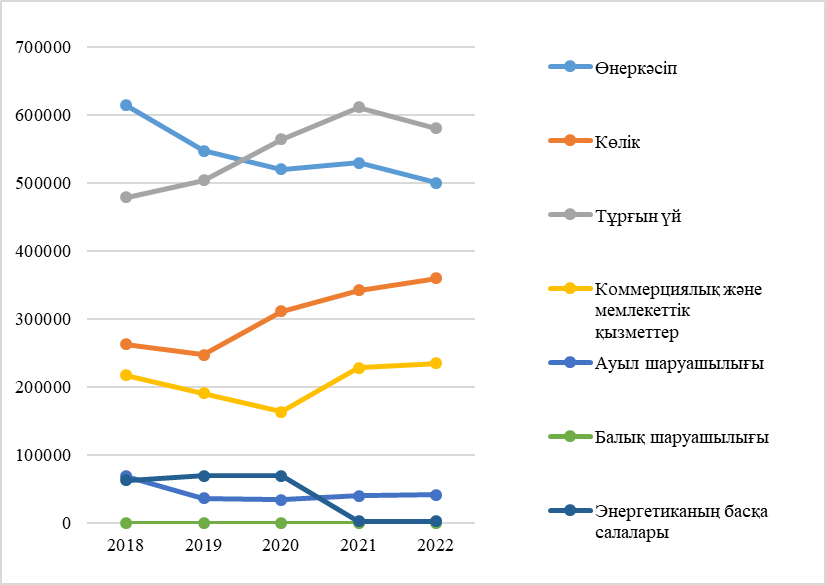 700000
600000
500000
400000
300000
200000
100000
0
2018 2019 2020 2021 2022
Өнеркәсіп
Көлік
Тұрғын үй
Коммерциялық және
мемлекеттік
қызметтер
Ауыл шаруашылығы
Балық шаруашылығы
Энергетиканың басқа
салалары